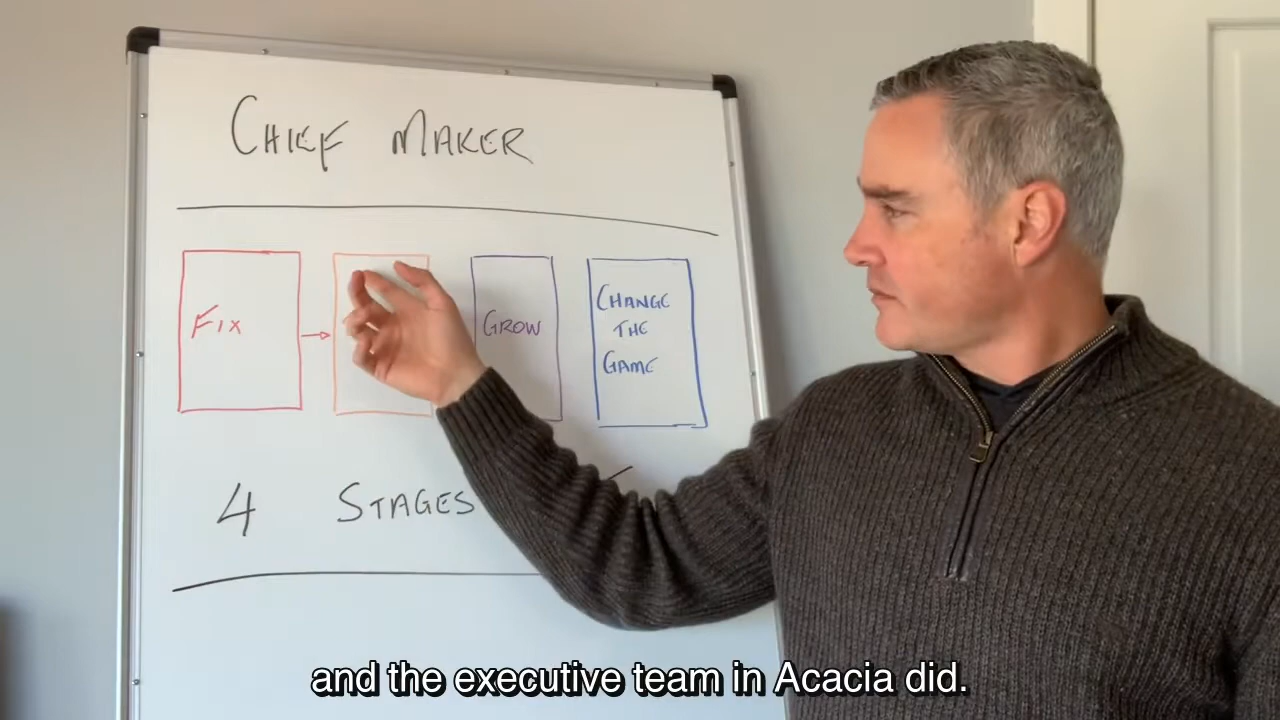 CHIEF MAKER
FIX
GROW
CHANGE
THE
GAME
4 STAGES
and the executive team in Acacia did.